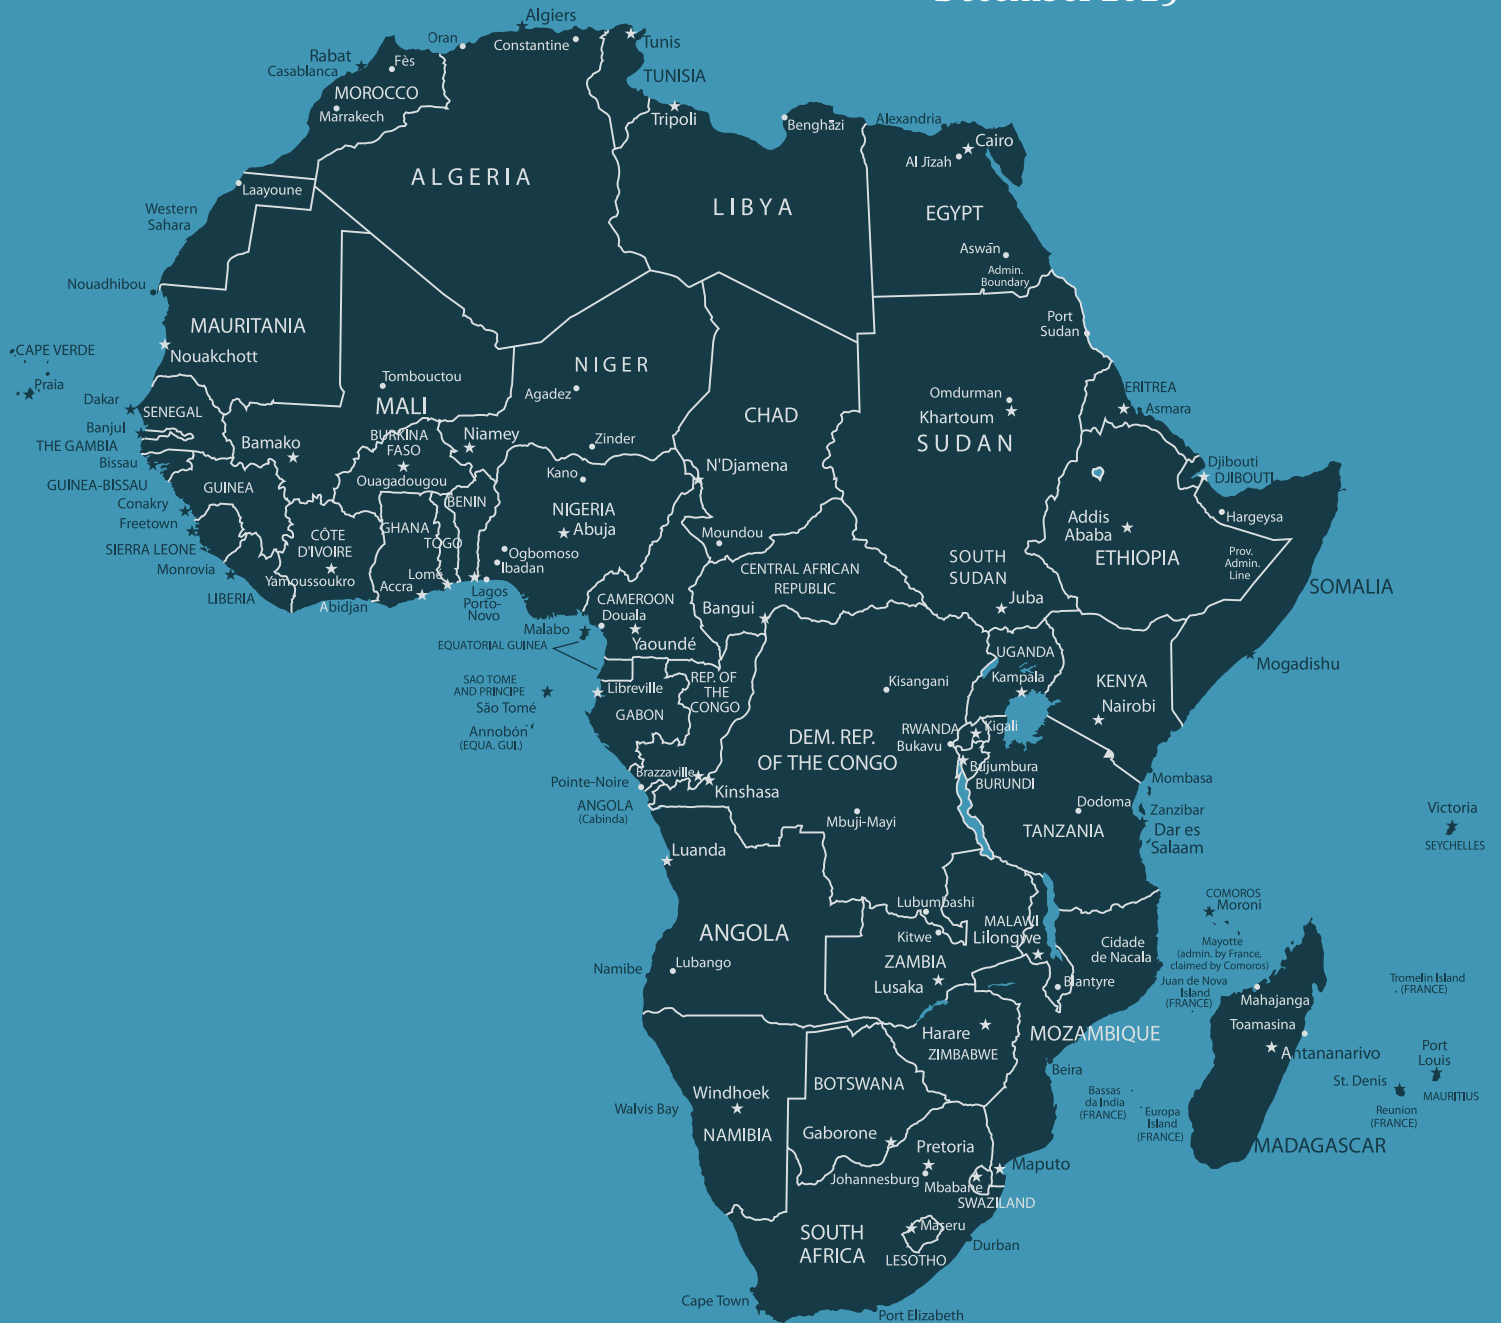 December 2019
Algiers
Oran
Constantine
Tunis
Rabat
Casablanca
Fès
TUNISIA
MOROCCO
Marrakech
Tripoli
Benghāzi
Alexandria
Cairo
Al Jīzah
ALGERIA
Laayoune
LIBYA
EGYPT
Western
Sahara
Aswān
Admin.
Boundary
Nouadhibou
MAURITANIA
Port
Sudan
Nouakchott
CAPE VERDE
Praia
NIGER
Tombouctou
Agadez
MALI
CHAD
Omdurman
Khartoum
SUDAN
ERITREA
Asmara
Dakar
SENEGAL
Banjul
THE GAMBIA
Bamako
BURKINA
FASO
Niamey
Zinder
Bissau
GUINEA-BISSAU
Ouagadougou
Kano
N'Djamena
Djibouti
DJIBOUTI
GUINEA
BENIN
NIGERIA
Abuja
Conakry
Freetown
SIERRA LEONE
CÔTE
D'IVOIRE
GHANA
TOGO
Moundou
Addis
Ababa
Hargeysa
Ogbomoso
Ibadan
ETHIOPIA
Prov.
Admin.
Line
Monrovia
LIBERIA
Yamoussoukro
Abidjan
Accra
Lomé
Lagos
Porto-
Novo
CENTRAL AFRICAN
REPUBLIC
SOUTH
SUDAN
SOMALIA
CAMEROON
Douala
Bangui
Juba
Malabo
EQUATORIAL GUINEA
Yaoundé
UGANDA
Mogadishu
SAO TOME
AND PRINCIPE
São Tomé
Libreville
REP. OF
THE
CONGO
Kisangani
Kampala
KENYA
Nairobi
GABON
Annobón
(EQUA. GUI.)
DEM. REP.
OF THE CONGO
RWANDA
Kigali
Bukavu
Brazzaville
Bujumbura
BURUNDI
Pointe-Noire
Kinshasa
Mombasa
ANGOLA
(Cabinda)
Dodoma
Zanzibar
Mbuji-Mayi
TANZANIA
Dar es
Salaam
Victoria
SEYCHELLES
Luanda
COMOROS
Moroni
Lubumbashi
MALAWI
ANGOLA
Kitwe
Lilongwe
Cidade
de Nacala
Mayotte
(admin. by France,
claimed by Comoros)
Namibe
Lubango
ZAMBIA
Lusaka
Blantyre
Juan de Nova
Island
(FRANCE)
Tromelin Island
(FRANCE)
Mahajanga
Toamasina
Harare
ZIMBABWE
MOZAMBIQUE
Antananarivo
Port
Louis
Beira
Windhoek
BOTSWANA
Bassas
da India
(FRANCE)
St. Denis
MAURITIUS
Walvis Bay
NAMIBIA
Gaborone
Pretoria
Europa
Island
(FRANCE)
Reunion
(FRANCE)
MADAGASCAR
Johannesburg
Mbabane
Maputo
SWAZILAND
SOUTH
AFRICA
Maseru
LESOTHO
Durban
Cape Town
Port Elizabeth